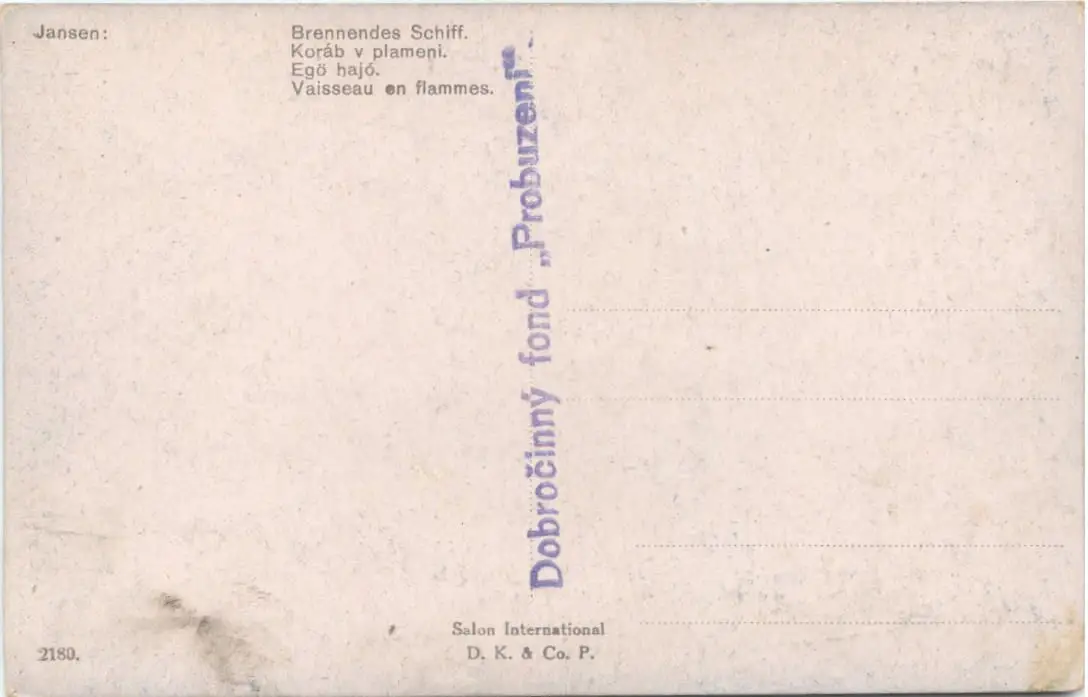 Jansen:
Brennendes Schiff.
Koráb v plameni.
Egö hajó.
Vaisseau en flammes.
Dobročinný fond „Probuzení“
Salon International
D. K. & Co. P.
2180.